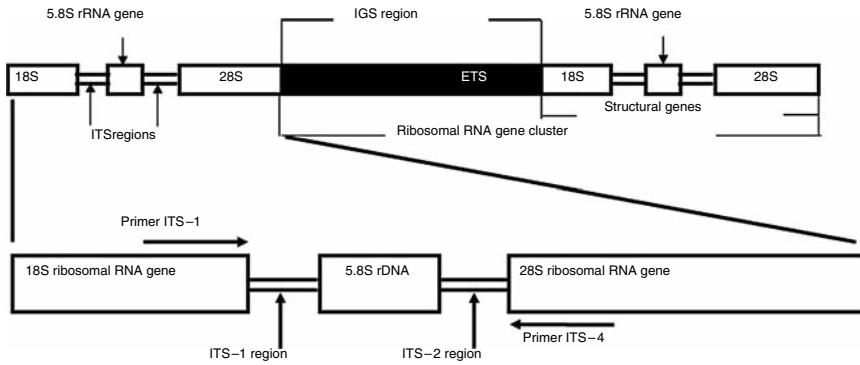 5.8S rRNA gene
IGS region
5.8S rRNA gene
18S
28S
ETS
18S
28S
ITSregions
Structural genes
Ribosomal RNA gene cluster
Primer ITS–1
18S ribosomal RNA gene
5.8S rDNA
28S ribosomal RNA gene
ITS–1 region
ITS–2 region
Primer ITS–4